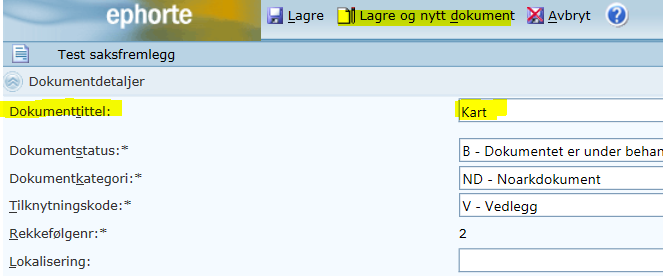 ephorte
Lagre Lagre og nytt dokument Avbryt
Test saksfremlegg
Dokumentdetaljer
Dokumenttittel: Kart
Dokumentstatus:* B - Dokumentet er under behan
Dokumentkategori:* ND - Noarkdokument
Tilknytningskode:* V - Vedlegg
Rekkefølgenr:* 2
Lokalisering: